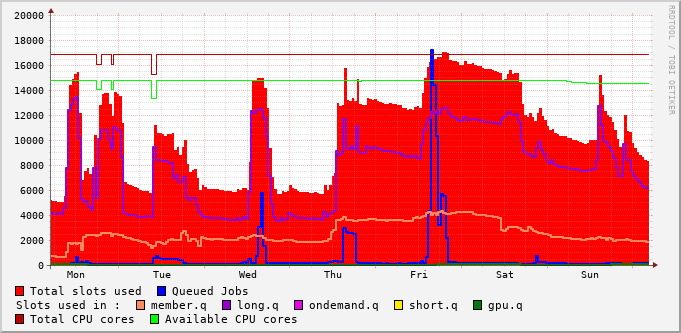 20000
18000
16000
14000
12000
10000
8000
6000
4000
2000
0
Mon Tue Wed Thu Fri Sat Sun
RRDTOOL / TOBI OETIKER
Total slots used Queued Jobs
Slots used in : member.q long.q ondemand.q short.q gpu.q
Total CPU cores Available CPU cores